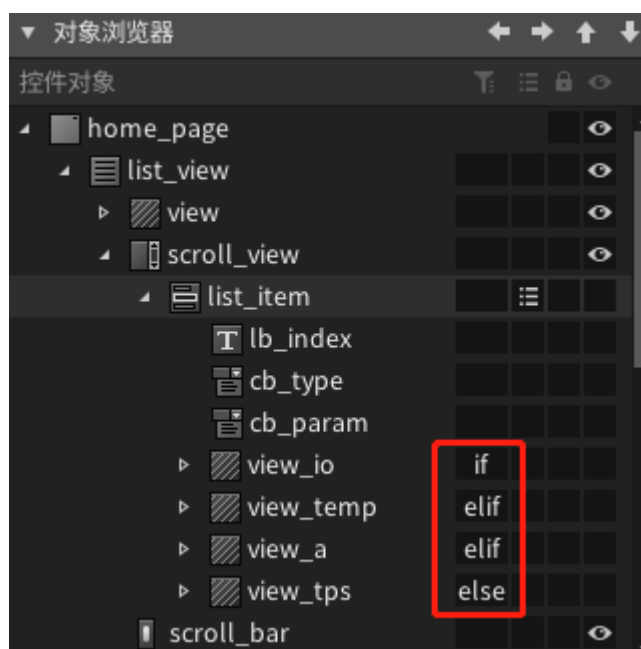 对象浏览器
控件对象
home_page
list_view
view
scroll_view
list_item
T lb_index
cb_type
cb_param
view_io if
view_temp elif
view_a elif
view_tps else
scroll_bar